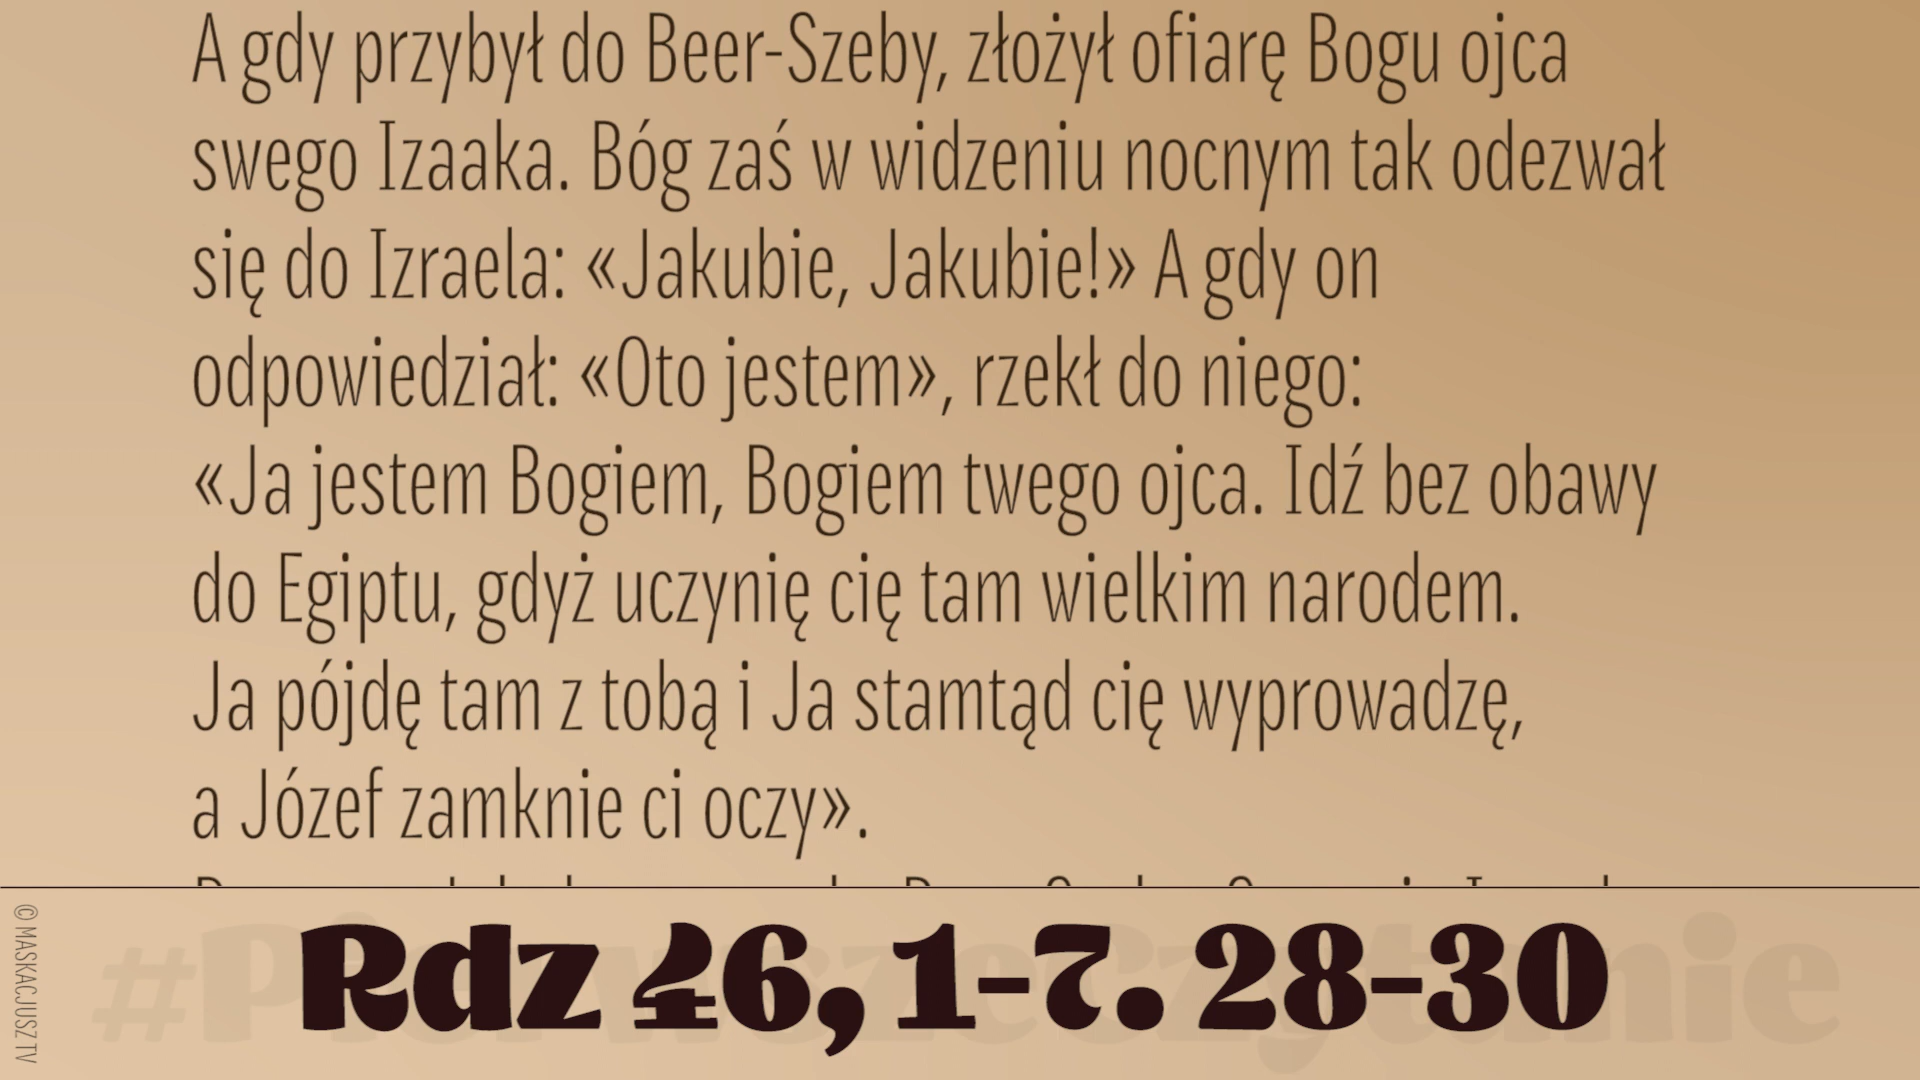 A gdy przybył do Beer-Szeby, złożył ofiarę Bogu ojca
swego Izaaka. Bóg zaś w widzeniu nocnym tak odezwał
się do Izraela: «Jakubie, Jakubie!» A gdy on
odpowiedział: «Oto jestem», rzekł do niego:
«Ja jestem Bogiem, Bogiem twego ojca. Idź bez obawy
do Egiptu, gdyż uczynię cię tam wielkim narodem.
Ja pójdę tam z tobą i Ja stamtąd cię wyprowadzę,
a Józef zamknie ci oczy».
#PierwszeCzytanie
Rdz 46, 1-7. 28-30
© MASKACJUSZ TV